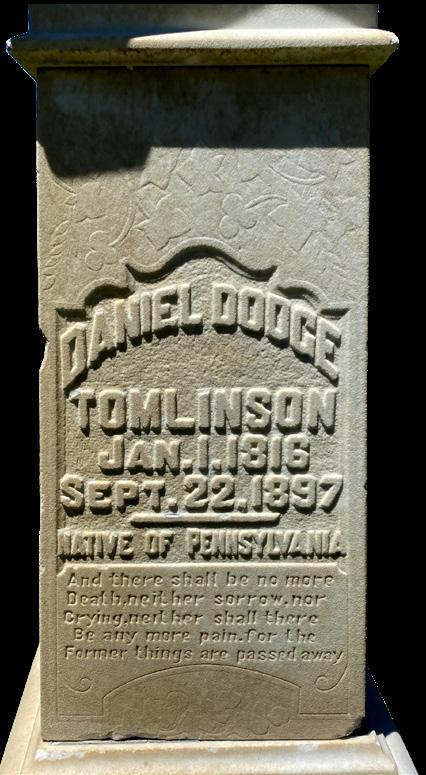 DANIEL DODGE
TOMLINSON
JAN. 1. 1816
SEPT. 22. 1897
NATIVE OF PENNSYLVANIA
And there shall be no more
Death, neither sorrow, nor
Crying, neither shall there
Be any more pain. for the
Former things are passed away